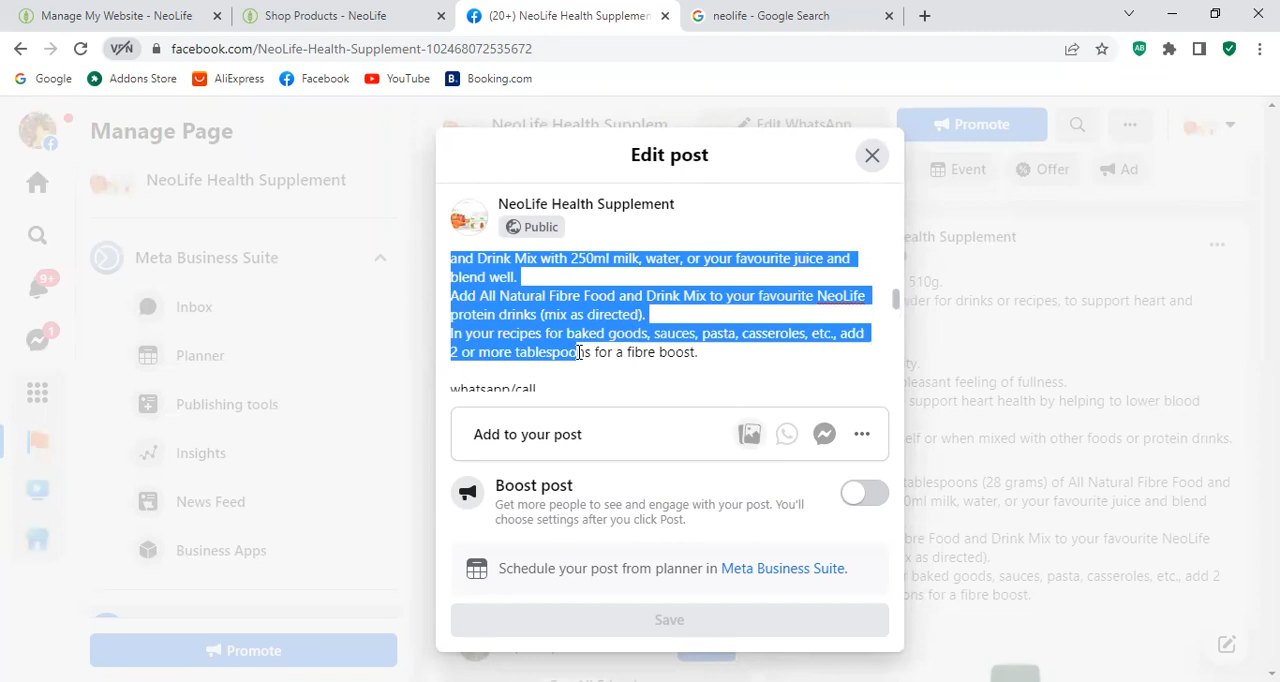 Manage My Website - NeoLife
Shop Products - NeoLife
(20+) NeoLife Health Supplemen
neolife - Google Search
VPN
facebook.com/NeoLife-Health-Supplement-102468072535672
Google
Addons Store
AliExpress
Facebook
YouTube
B. Booking.com
Manage Page
NeoLife Health Supplem
Edit WhatsApp
Promote
NeoLife Health Supplement
Event
Offer
Ad
Meta Business Suite
Inbox
9+
1
Planner
Publishing tools
Insights
News Feed
Business Apps
Promote
Edit post
NeoLife Health Supplement
Public
and Drink Mix with 250ml milk, water, or your favourite juice and
blend well.
Add All Natural Fibre Food and Drink Mix to your favourite NeoLife
protein drinks (mix as directed).
In your recipes for baked goods, sauces, pasta, casseroles, etc., add
2 or more tablespoons for a fibre boost.
whatsapp/call
Add to your post
Boost post
Get more people to see and engage with your post. You'll
choose settings after you click Post.
Schedule your post from planner in Meta Business Suite.
Save
ealth Supplement
510g.
der for drinks or recipes, to support heart and
ty.
leasant feeling of fullness.
support heart health by helping to lower blood
elf or when mixed with other foods or protein drinks.
tablespoons (28 grams) of All Natural Fibre Food and
0ml milk, water, or your favourite juice and blend
bre Food and Drink Mix to your favourite NeoLife
x as directed).
r baked goods, sauces, pasta, casseroles, etc., add 2
ons for a fibre boost.